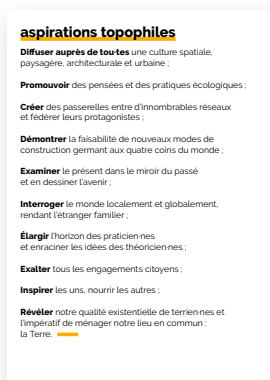 aspirations topophiles
Diffuser auprès de tou·tes une culture spatiale,
paysagère, architecturale et urbaine ;
Promouvoir des pensées et des pratiques écologiques ;
Créer des passerelles entre d'innombrables réseaux
et fédérer leurs protagonistes ;
Démontrer la faisabilité de nouveaux modes de
construction germant aux quatre coins du monde ;
Examiner le présent dans le miroir du passé
et en dessiner l'avenir ;
Interroger le monde localement et globalement,
rendant l'étranger familier ;
Élargir l'horizon des praticien·nes
et enraciner les idées des théoricien·nes ;
Exalter tous les engagements citoyens ;
Inspirer les uns, nourrir les autres ;
Révéler notre qualité existentielle de terrien·nes et
l'impératif de ménager notre lieu en commun :
la Terre.